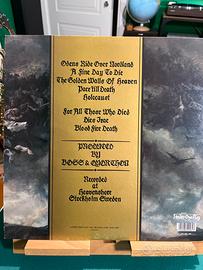 Odens Ride Over Nordland
A Fine Day To Die
The Golden Walls Of Heaven
Pace Till Death
Holocaust
For All Those Who Died
Dies Irae
Blood Fire Death
PRODUCED
BY
BOSS & QUORTHON
Recorded
at
Heavenshore
Stockholm Sweden